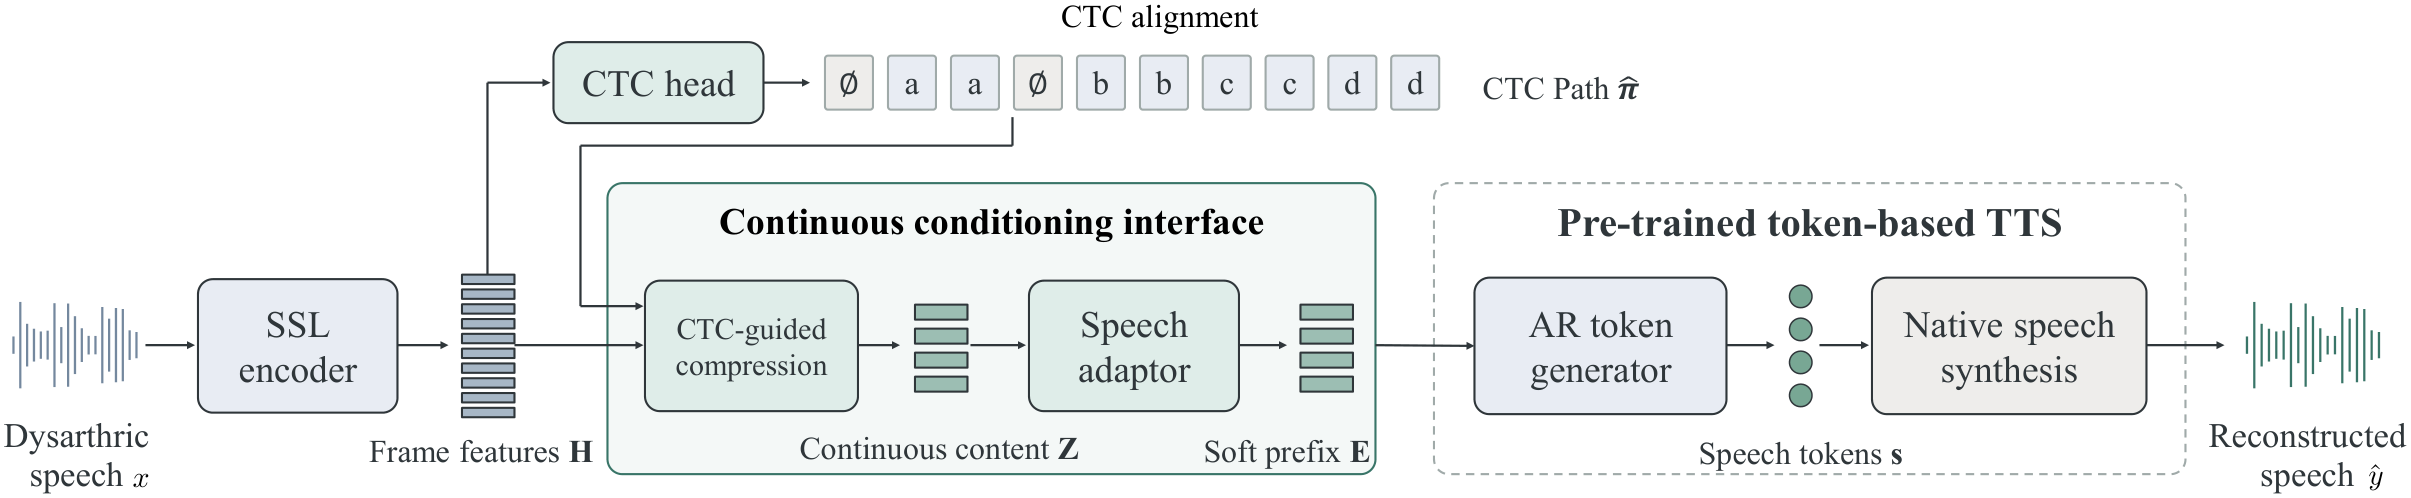 CTC alignment
CTC head
∅ a a ∅ b b c c d d
CTC Path π̂
Continuous conditioning interface
Pre-trained token-based TTS
SSL
encoder
CTC-guided
compression
Speech
adaptor
AR token
generator
Native speech
synthesis
Dysarthric
speech x
Frame features H
Continuous content Z
Soft prefix E
Speech tokens s
Reconstructed
speech ŷ